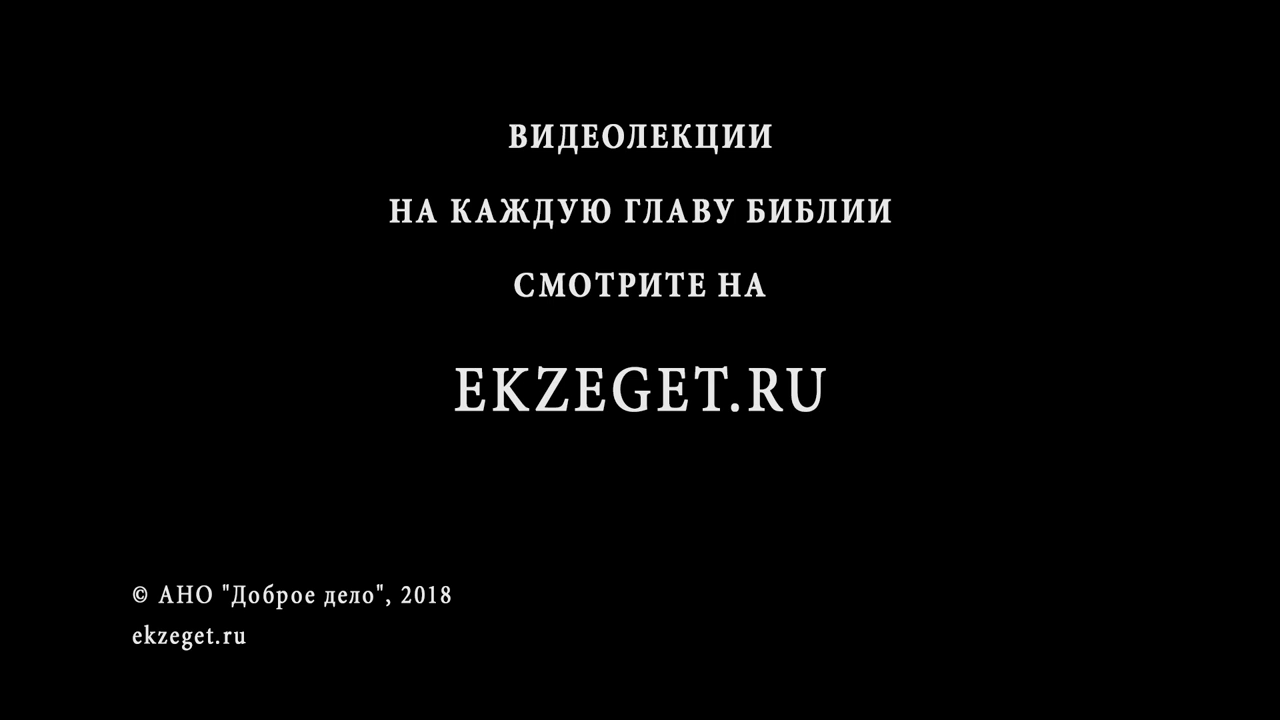 ВИДЕОЛЕКЦИИ
НА КАЖДУЮ ГЛАВУ БИБЛИИ
СМОТРИТЕ НА
EKZEGET.RU
© АНО "Доброе дело", 2018
ekzeget.ru